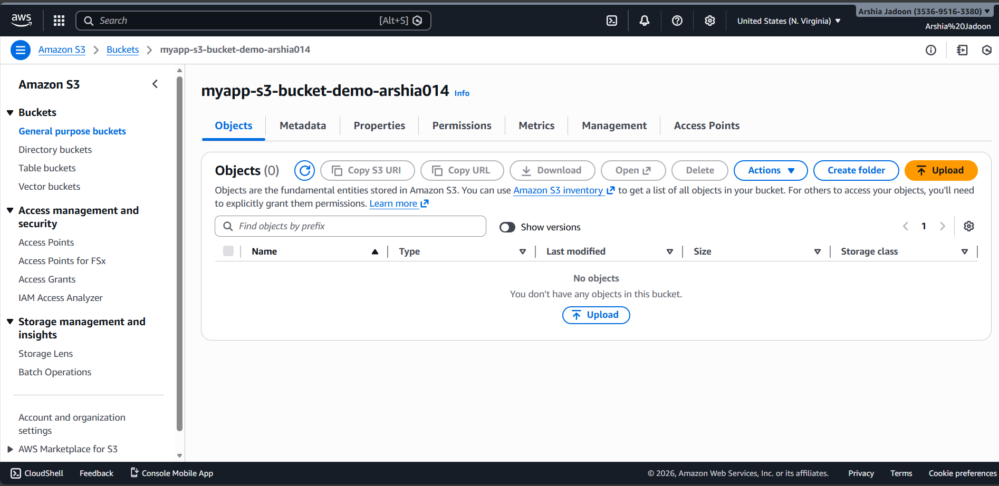 aws
Search [Alt+S]
United States (N. Virginia)
Arshia Jadoon (3536-9516-3380)
Arshia%20Jadoon
Amazon S3 Buckets myapp-s3-bucket-demo-arshia014
Amazon S3
Buckets
General purpose buckets
Directory buckets
Table buckets
Vector buckets
Access management and
security
Access Points
Access Points for FSx
Access Grants
IAM Access Analyzer
Storage management and
insights
Storage Lens
Batch Operations
Account and organization
settings
AWS Marketplace for S3
myapp-s3-bucket-demo-arshia014 Info
Objects Metadata Properties Permissions Metrics Management Access Points
Objects (0) Copy S3 URI Copy URL Download Open Delete Actions Create folder Upload
Objects are the fundamental entities stored in Amazon S3. You can use Amazon S3 inventory to get a list of all objects in your bucket. For others to access your objects, you'll need
to explicitly grant them permissions. Learn more
Find objects by prefix Show versions 1
Name Type Last modified Size Storage class
No objects
You don't have any objects in this bucket.
Upload
CloudShell Feedback Console Mobile App © 2026, Amazon Web Services, Inc. or its affiliates. Privacy Terms Cookie preferences